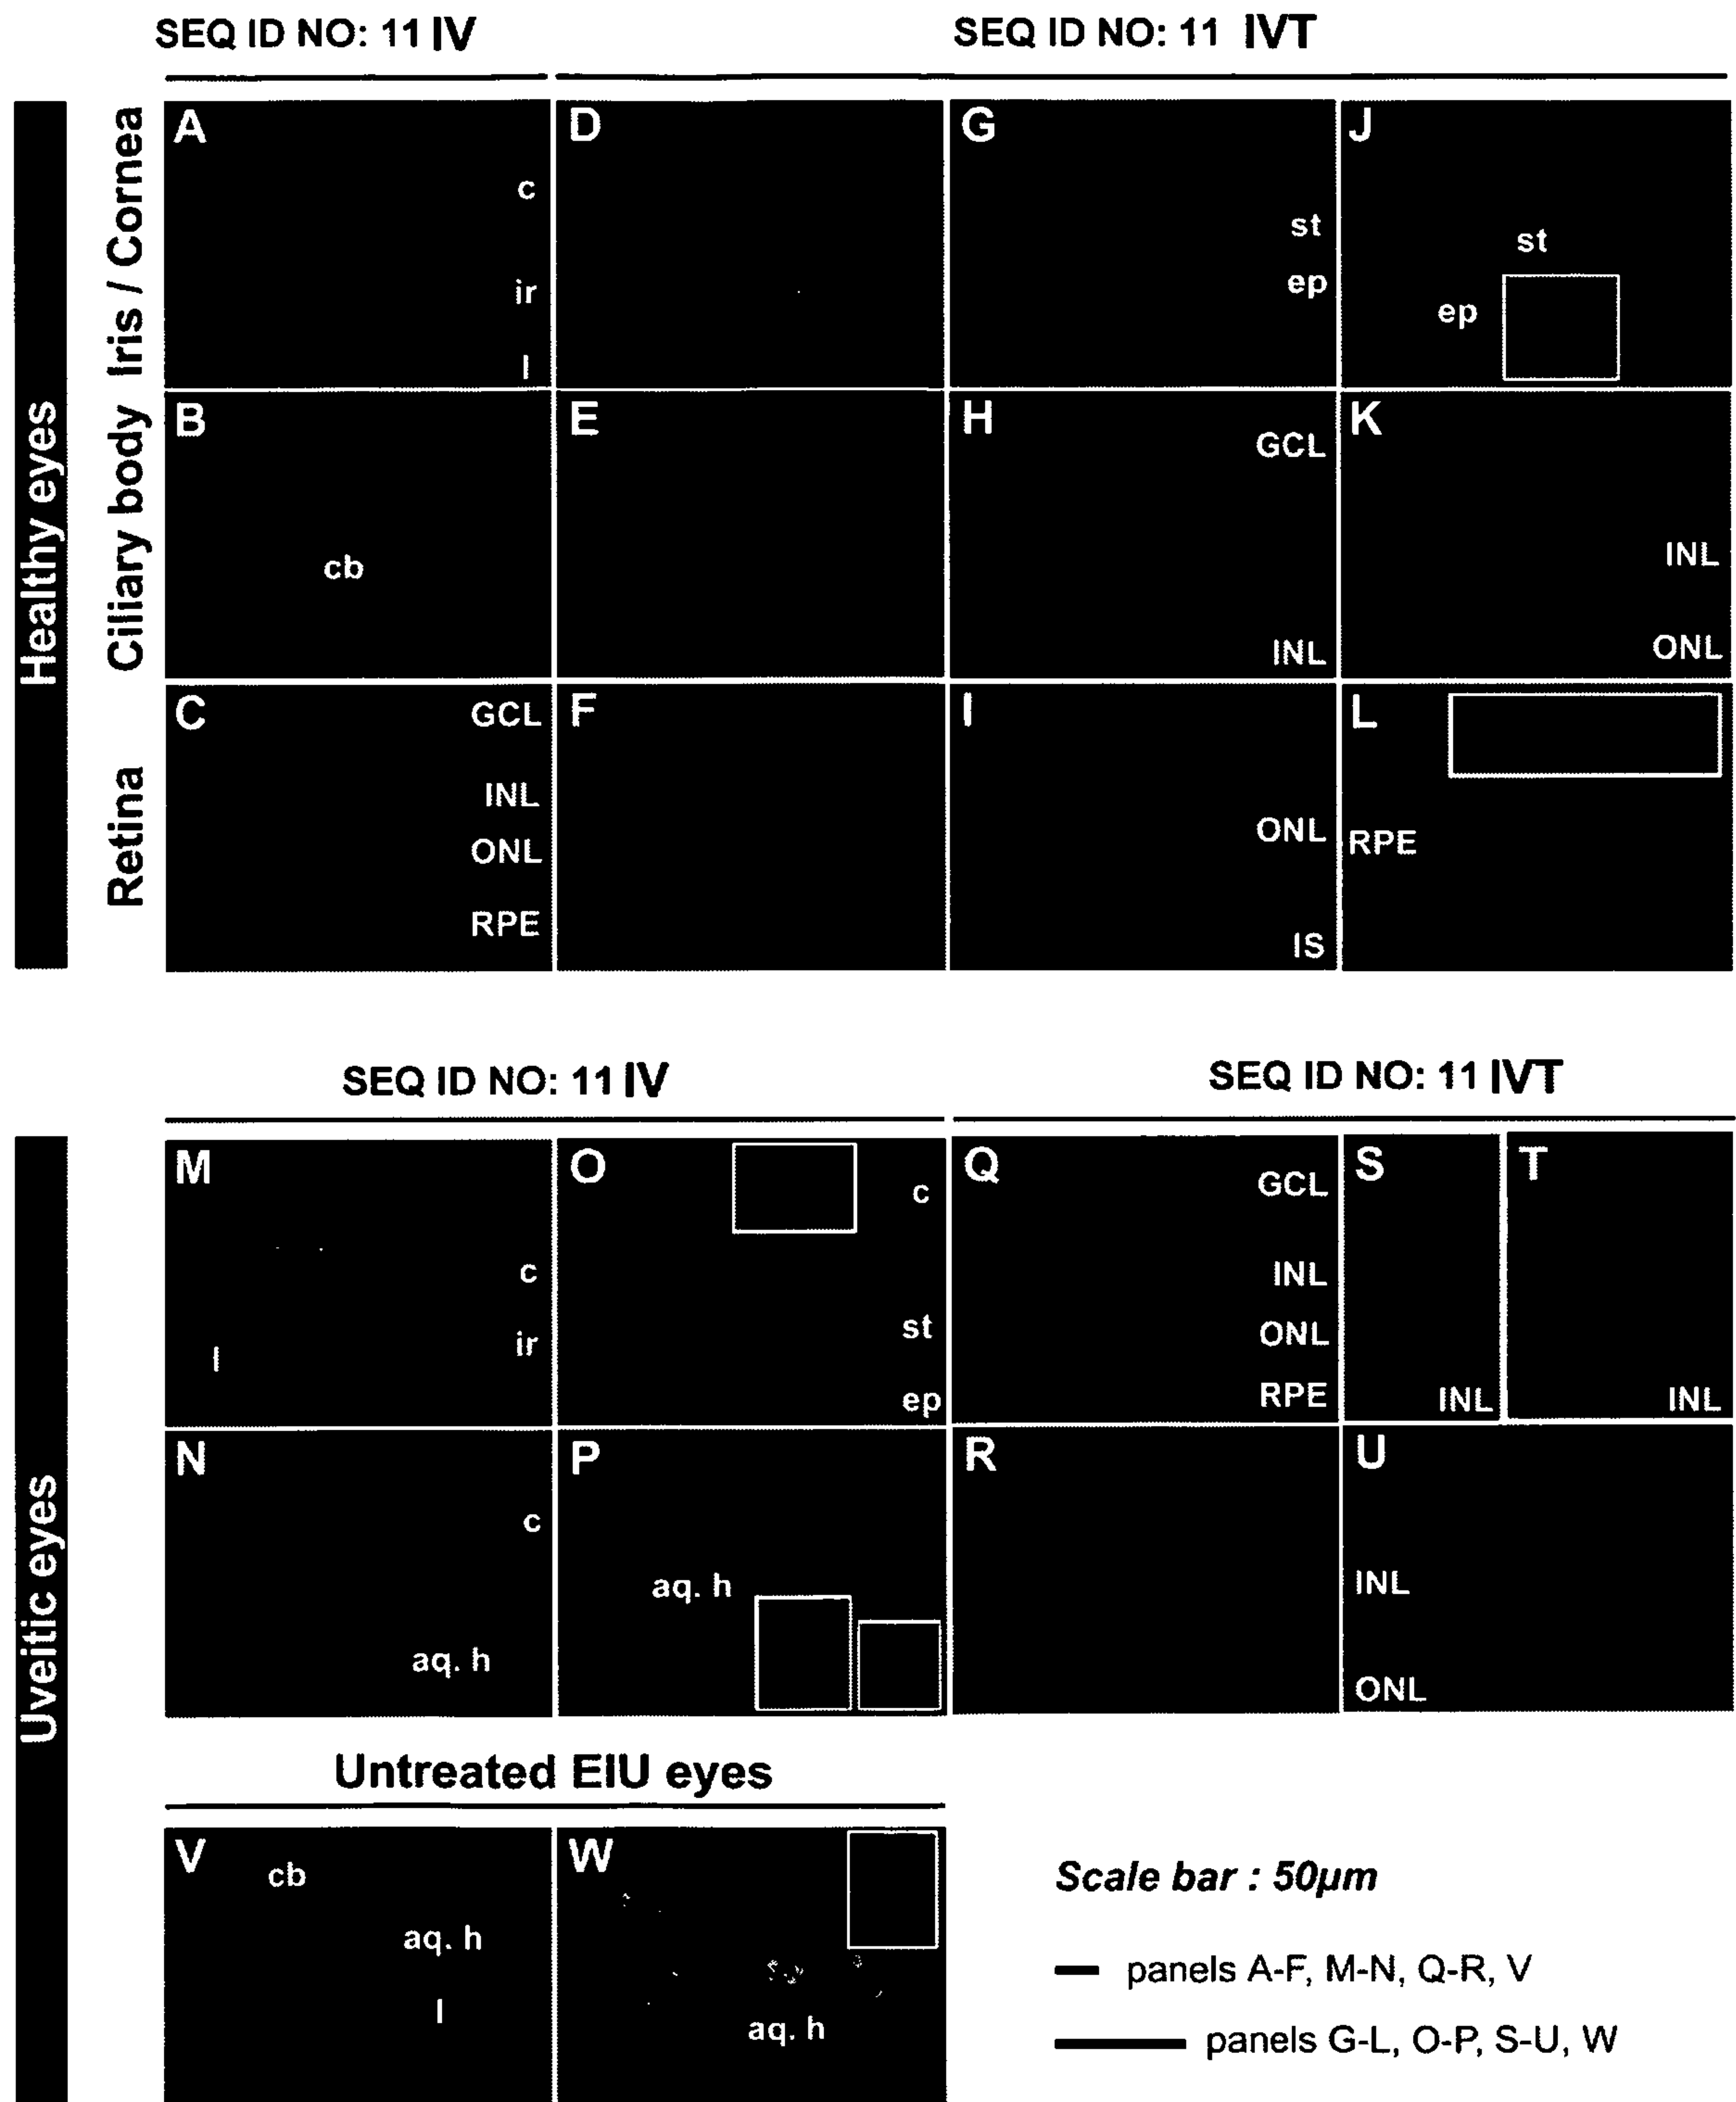 SEQ ID NO: 11 IV
SEQ ID NO: 11 IVT
Healthy eyes
Iris / Cornea
A
c
ir
l
D
G
st
ep
J
st
ep
Ciliary body
B
cb
E
H
GCL
INL
K
INL
ONL
Retina
C
GCL
INL
ONL
RPE
F
I
ONL
IS
L
RPE
SEQ ID NO: 11 IV
SEQ ID NO: 11 IVT
Uveitic eyes
M
c
ir
l
O
c
st
ep
Q
GCL
INL
ONL
RPE
S
INL
T
INL
N
c
aq. h
P
aq. h
R
U
INL
ONL
Untreated EIU eyes
V
cb
aq. h
l
W
aq. h
Scale bar : 50µm
panels A-F, M-N, Q-R, V
panels G-L, O-P, S-U, W